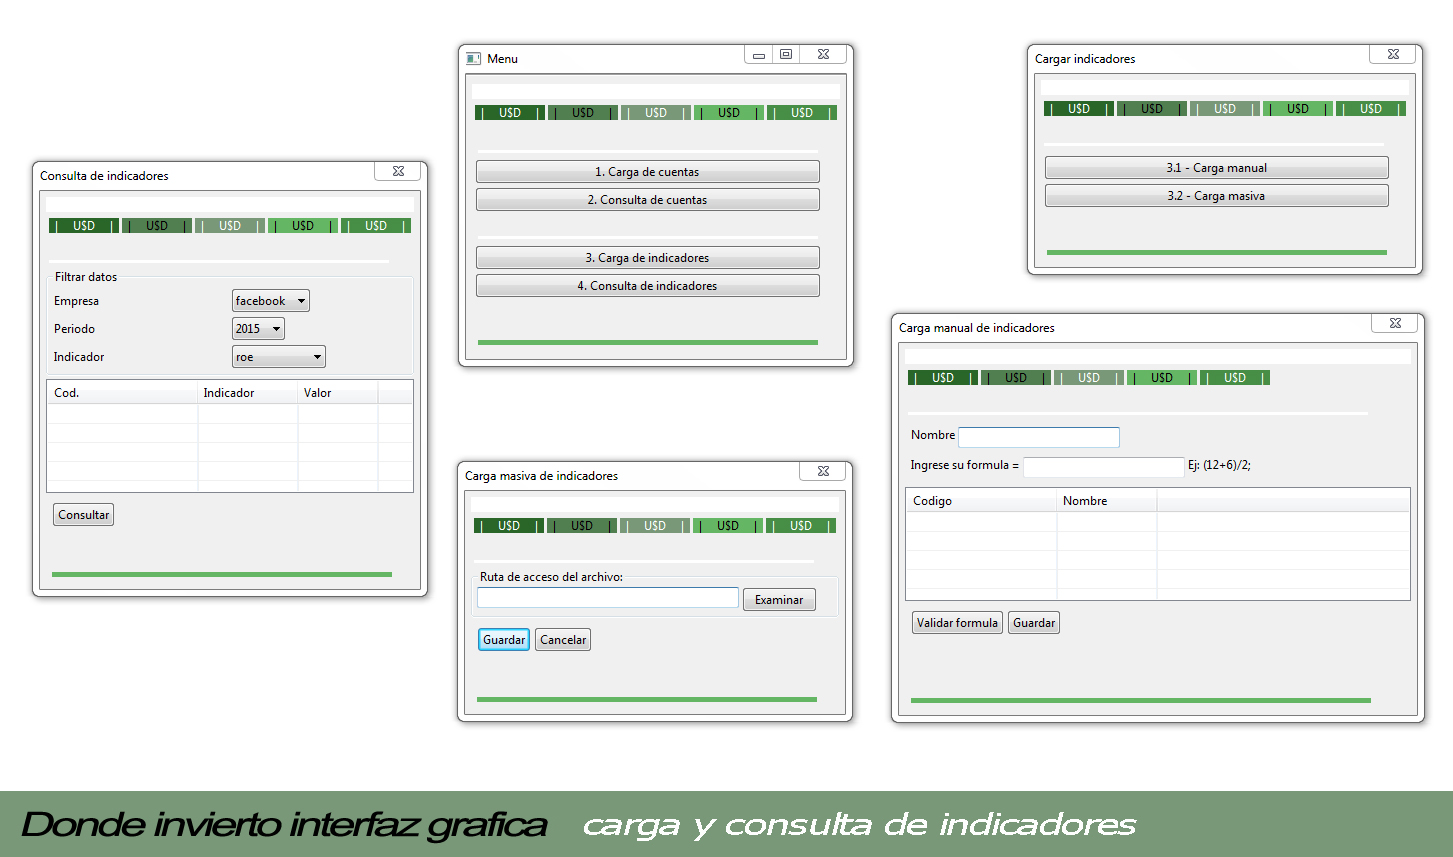 Consulta de indicadores
| U$D | | U$D | | U$D | | U$D | | U$D |
Filtrar datos
Empresa facebook
Periodo 2015
Indicador roe
Cod. Indicador Valor
Consultar
Menu
| U$D | | U$D | | U$D | | U$D | | U$D |
1. Carga de cuentas
2. Consulta de cuentas
3. Carga de indicadores
4. Consulta de indicadores
Carga masiva de indicadores
| U$D | | U$D | | U$D | | U$D | | U$D |
Ruta de acceso del archivo:
Examinar
Guardar Cancelar
Cargar indicadores
| U$D | | U$D | | U$D | | U$D | | U$D |
3.1 - Carga manual
3.2 - Carga masiva
Carga manual de indicadores
| U$D | | U$D | | U$D | | U$D | | U$D |
Nombre
Ingrese su formula = Ej: (12+6)/2;
Codigo Nombre
Validar formula Guardar
Donde invierto interfaz grafica carga y consulta de indicadores